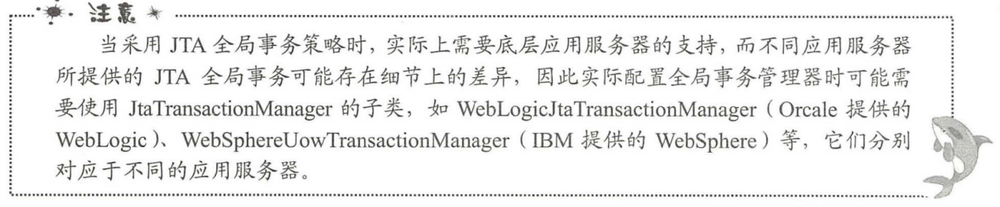 注意
当采用 JTA 全局事务策略时，实际上需要底层应用服务器的支持，而不同应用服务器
所提供的 JTA 全局事务可能存在细节上的差异，因此实际配置全局事务管理器时可能需
要使用 JtaTransactionManager 的子类，如 WebLogicJtaTransactionManager（Orcale 提供的
WebLogic）、WebSphereUowTransactionManager（IBM 提供的 WebSphere）等，它们分别
对应于不同的应用服务器。